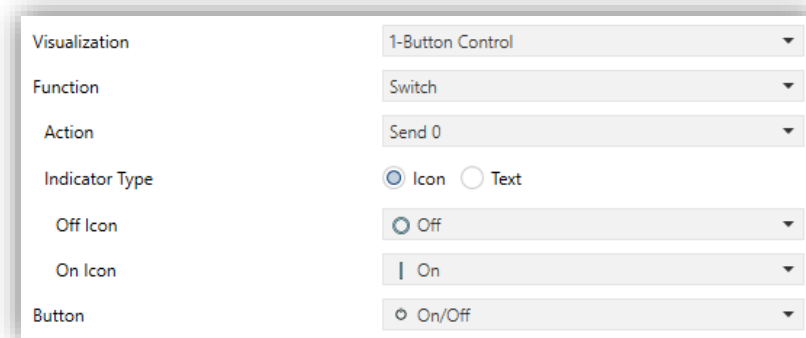 Visualization 1-Button Control
Function Switch
Action Send 0
Indicator Type Icon Text
Off Icon Off
On Icon On
Button On/Off